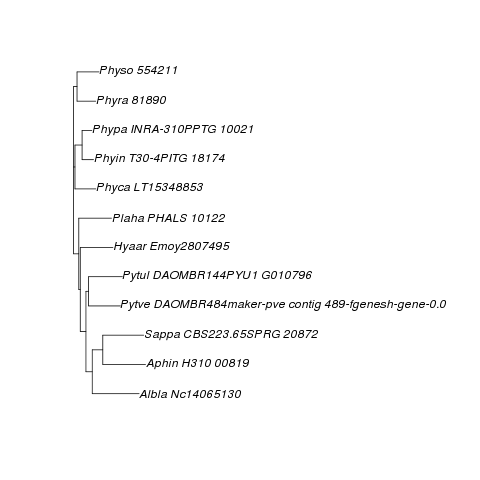 Physo 554211
Phyra 81890
Phypa INRA-310PPTG 10021
Phyin T30-4PITG 18174
Phyca LT15348853
Plaha PHALS 10122
Hyaar Emoy2807495
Pytul DAOMBR144PYU1 G010796
Pytve DAOMBR484maker-pve contig 489-fgenesh-gene-0.0
Sappa CBS223.65SPRG 20872
Aphin H310 00819
Albla Nc14065130